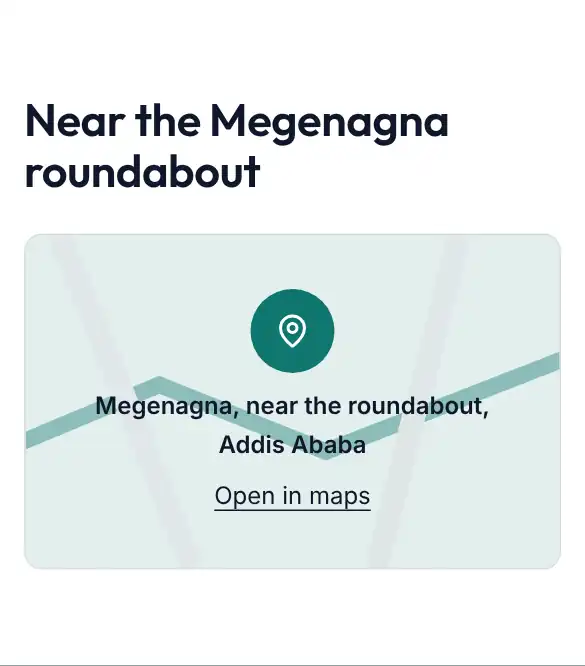 Near the Megenagna
roundabout
Megenagna, near the roundabout,
Addis Ababa
Open in maps